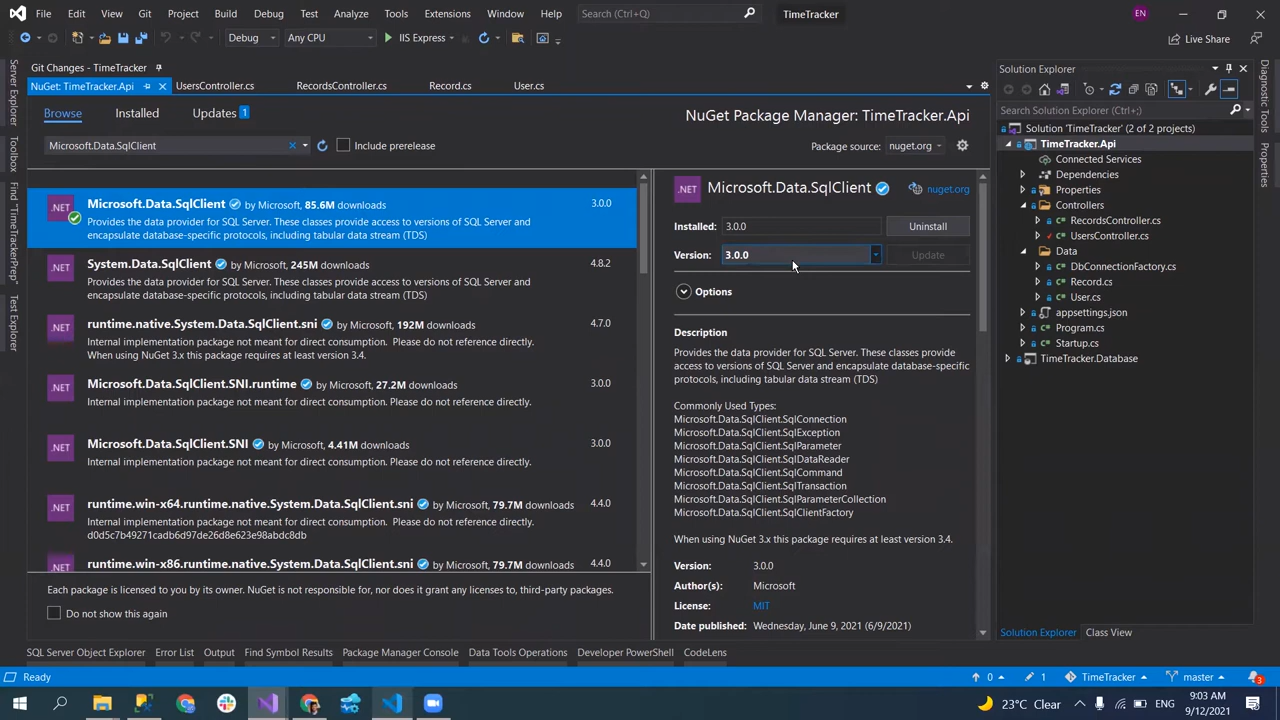 File Edit View Git Project Build Debug Test Analyze Tools Extensions Window Help Search (Ctrl+/) TimeTracker EN
Debug Any CPU IIS Express Live Share
Git Changes - TimeTracker
NuGet: TimeTracker.Api UsersController.cs RecordsController.cs Record.cs User.cs
Browse Installed Updates 1
NuGet Package Manager: TimeTracker.Api
Microsoft.Data.SqlClient Include prerelease Package source: nuget.org
Microsoft.Data.SqlClient by Microsoft, 85.6M downloads 3.0.0
Provides the data provider for SQL Server. These classes provide access to versions of SQL Server and
encapsulate database-specific protocols, including tabular data stream (TDS)
System.Data.SqlClient by Microsoft, 245M downloads 4.8.2
Provides the data provider for SQL Server. These classes provide access to versions of SQL Server and
encapsulate database-specific protocols, including tabular data stream (TDS)
runtime.native.System.Data.SqlClient.sni by Microsoft, 192M downloads 4.7.0
Internal implementation package not meant for direct consumption. Please do not reference directly.
When using NuGet 3.x this package requires at least version 3.4.
Microsoft.Data.SqlClient.SNI.runtime by Microsoft, 27.2M downloads 3.0.0
Internal implementation package not meant for direct consumption. Please do not reference directly.
Microsoft.Data.SqlClient.SNI by Microsoft, 4.41M downloads 3.0.0
Internal implementation package not meant for direct consumption. Please do not reference directly.
runtime.win-x64.runtime.native.System.Data.SqlClient.sni by Microsoft, 79.7M downloads 4.4.0
Internal implementation package not meant for direct consumption. Please do not reference directly.
d0d5c7b49271cadb6d97de26d8e623e98abdc8db
runtime.win-x86.runtime.native.System.Data.SqlClient.sni by Microsoft, 79.7M downloads 4.4.0
Each package is licensed to you by its owner. NuGet is not responsible for, nor does it grant any licenses to, third-party packages.
Do not show this again
.NET Microsoft.Data.SqlClient nuget.org
Installed: 3.0.0 Uninstall
Version: 3.0.0 Update
Options
Description
Provides the data provider for SQL Server. These classes provide
access to versions of SQL Server and encapsulate database-specific
protocols, including tabular data stream (TDS)
Commonly Used Types:
Microsoft.Data.SqlClient.SqlConnection
Microsoft.Data.SqlClient.SqlException
Microsoft.Data.SqlClient.SqlParameter
Microsoft.Data.SqlClient.SqlDataReader
Microsoft.Data.SqlClient.SqlCommand
Microsoft.Data.SqlClient.SqlTransaction
Microsoft.Data.SqlClient.SqlParameterCollection
Microsoft.Data.SqlClient.SqlClientFactory
When using NuGet 3.x this package requires at least version 3.4.
Version: 3.0.0
Author(s): Microsoft
License: MIT
Date published: Wednesday, June 9, 2021 (6/9/2021)
Solution Explorer
Search Solution Explorer (Ctrl+;)
Solution 'TimeTracker' (2 of 2 projects)
TimeTracker.Api
Connected Services
Dependencies
Properties
Controllers
RecordsController.cs
UsersController.cs
Data
DbConnectionFactory.cs
Record.cs
User.cs
appsettings.json
Program.cs
Startup.cs
TimeTracker.Database
Solution Explorer Class View
Server Explorer
Toolbox
Find "TimeTrackerPrep"
Test Explorer
Diagnostic Tools
Properties
SQL Server Object Explorer Error List Output Find Symbol Results Package Manager Console Data Tools Operations Developer PowerShell CodeLens
Ready 0 1 TimeTracker master 3
23°C Clear ENG 9:03 AM
9/12/2021